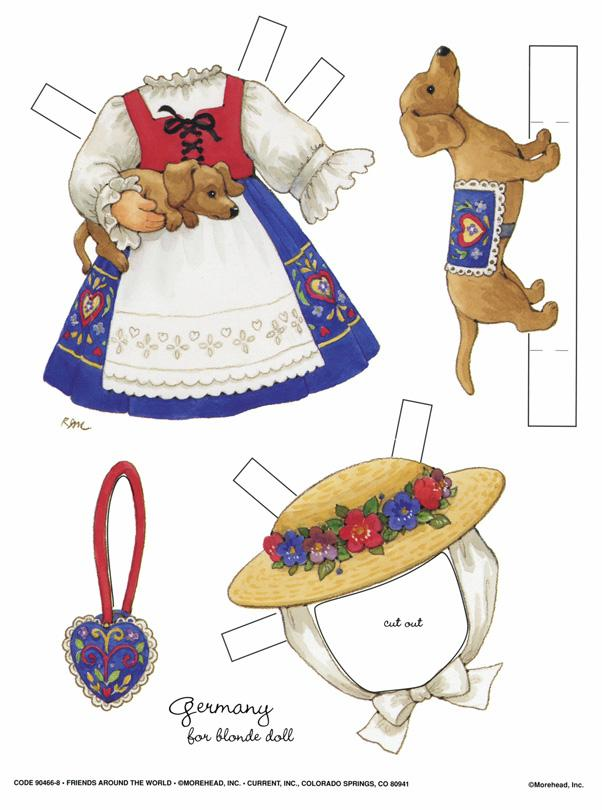 RAM
cut out
Germany
for blonde doll
CODE 90466-8 • FRIENDS AROUND THE WORLD • ©MOREHEAD, INC. • CURRENT, INC., COLORADO SPRINGS, CO 80941
©Morehead, Inc.